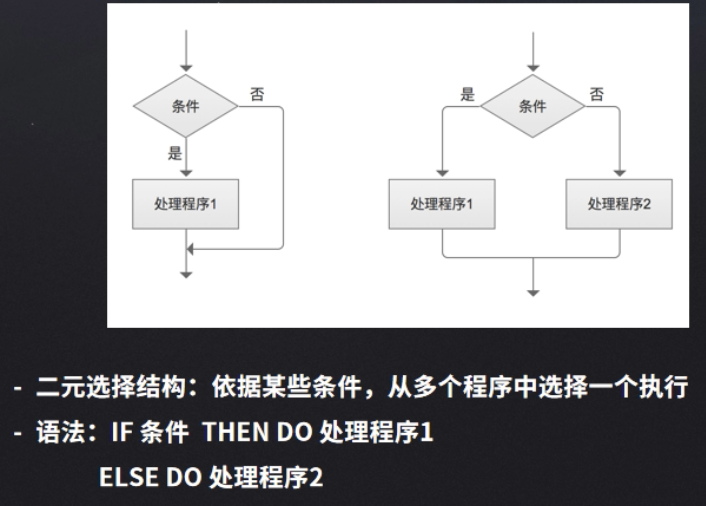 条件
否
是
处理程序1
是
条件
否
处理程序1
处理程序2
- 二元选择结构：依据某些条件，从多个程序中选择一个执行
- 语法：IF 条件 THEN DO 处理程序1
ELSE DO 处理程序2